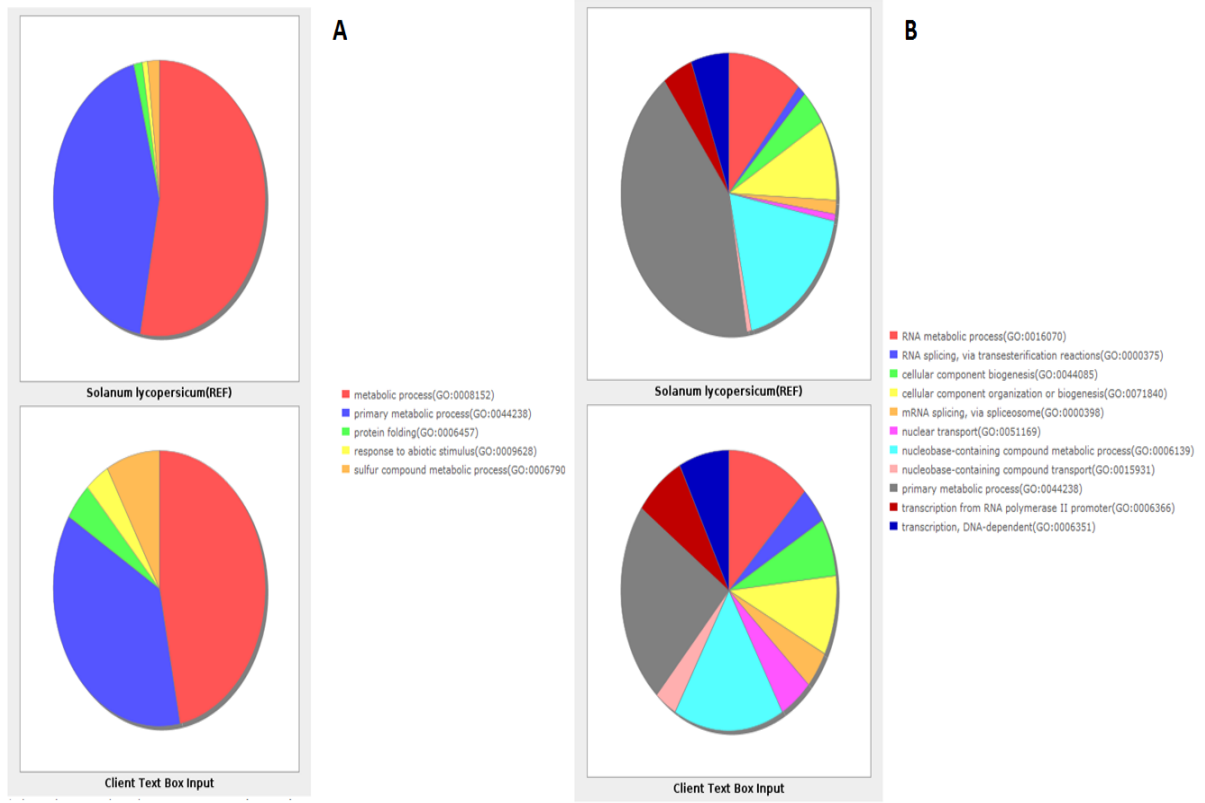 A
Solanum lycopersicum(REF)
metabolic process(GO:0008152)
primary metabolic process(GO:0044238)
protein folding(GO:0006457)
response to abiotic stimulus(GO:0009628)
sulfur compound metabolic process(GO:0006790
Client Text Box Input
B
Solanum lycopersicum(REF)
RNA metabolic process(GO:0016070)
RNA splicing, via transesterification reactions(GO:0000375)
cellular component biogenesis(GO:0044085)
cellular component organization or biogenesis(GO:0071840)
mRNA splicing, via spliceosome(GO:0000398)
nuclear transport(GO:0051169)
nucleobase-containing compound metabolic process(GO:0006139)
nucleobase-containing compound transport(GO:0015931)
primary metabolic process(GO:0044238)
transcription from RNA polymerase II promoter(GO:0006366)
transcription, DNA-dependent(GO:0006351)
Client Text Box Input